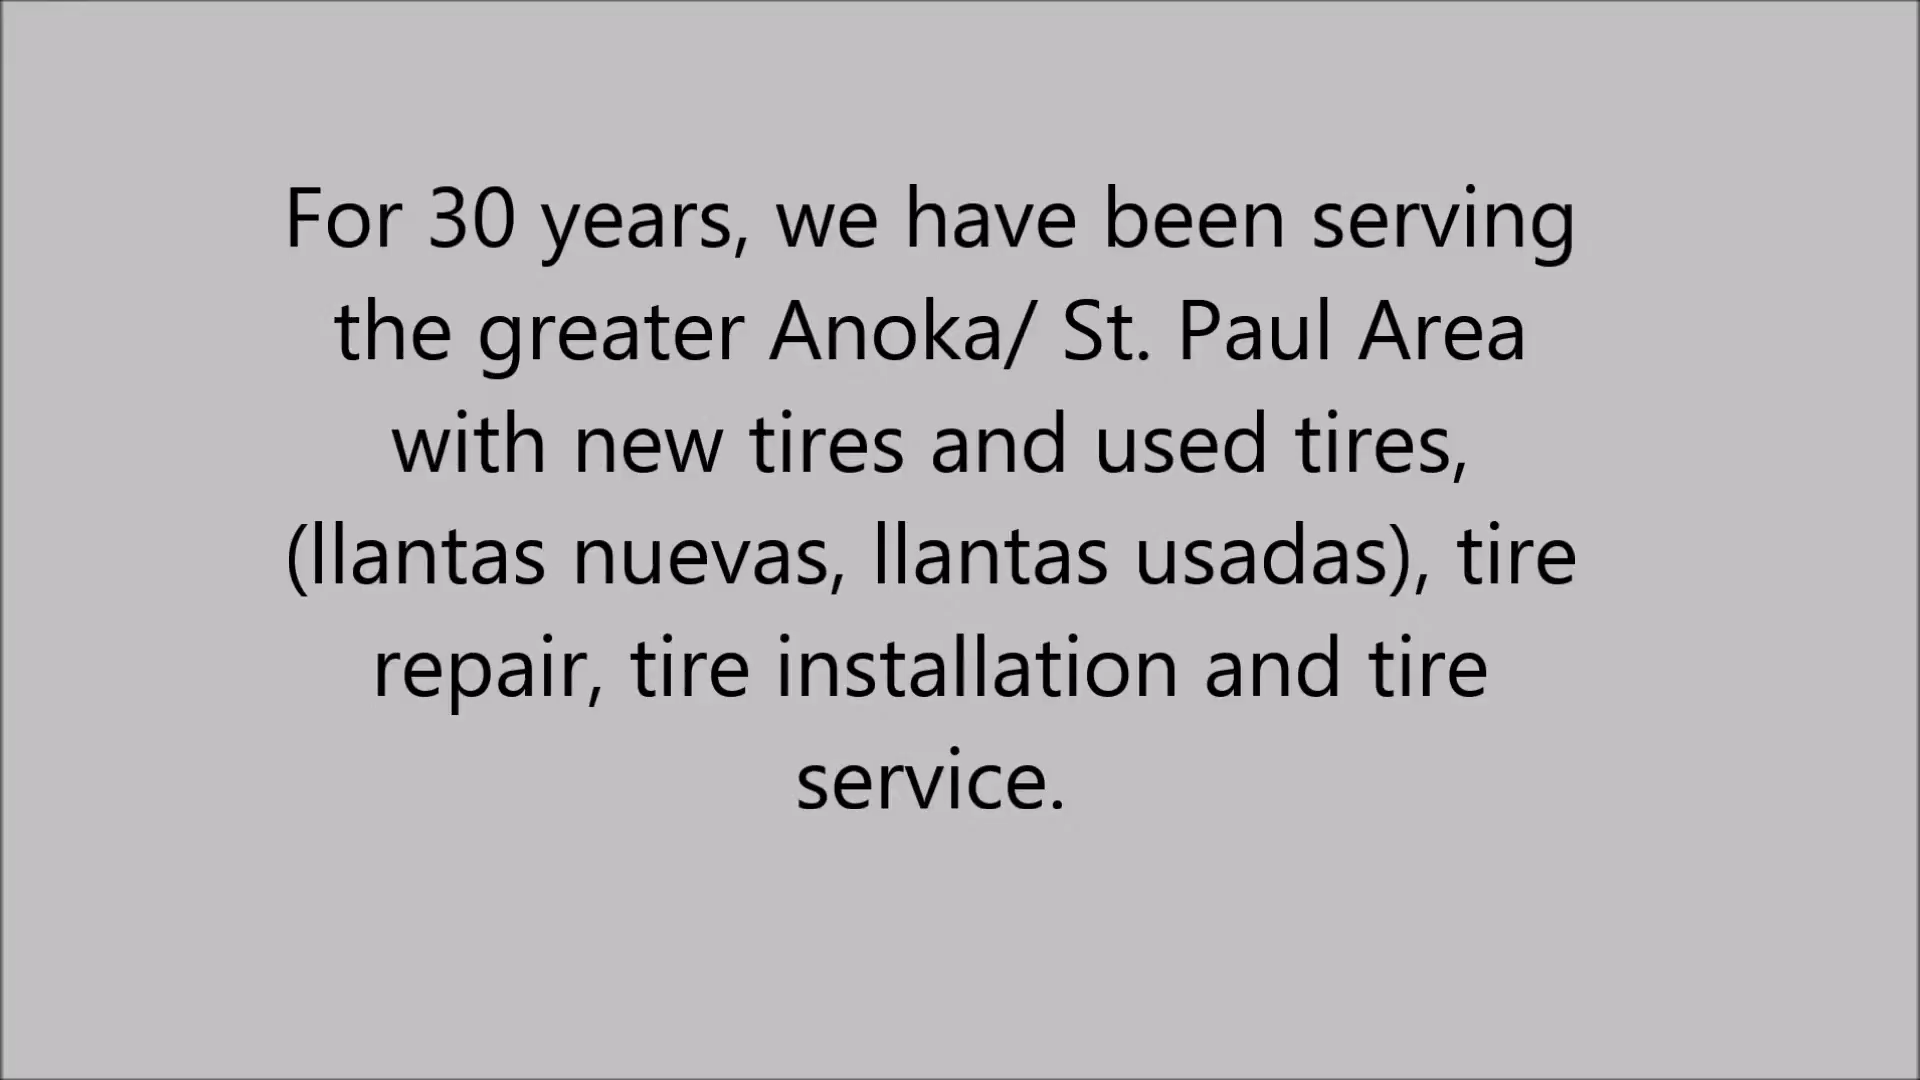 For 30 years, we have been serving
the greater Anoka/ St. Paul Area
with new tires and used tires,
(llantas nuevas, llantas usadas), tire
repair, tire installation and tire
service.